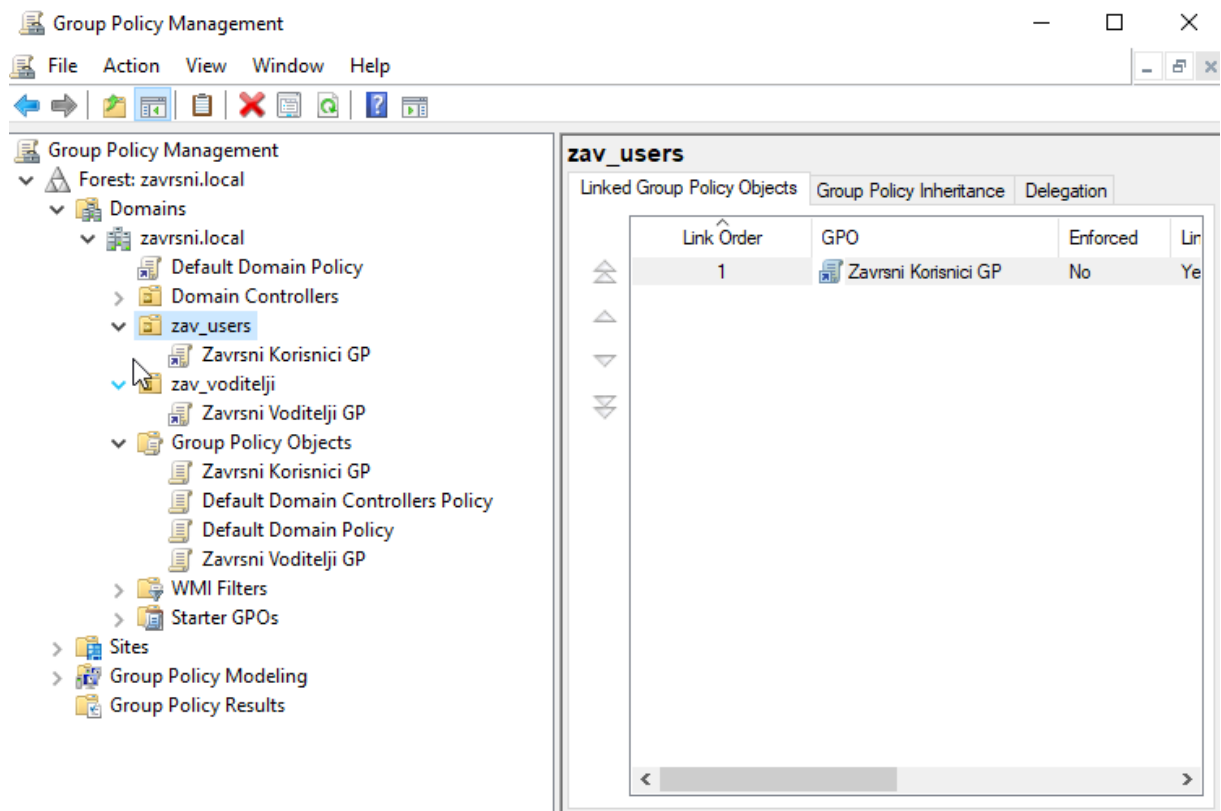 Group Policy Management
File Action View Window Help
Group Policy Management
Forest: zavrsni.local
Domains
zavrsni.local
Default Domain Policy
Domain Controllers
zav_users
Zavrsni Korisnici GP
zav_voditelji
Zavrsni Voditelji GP
Group Policy Objects
Zavrsni Korisnici GP
Default Domain Controllers Policy
Default Domain Policy
Zavrsni Voditelji GP
WMI Filters
Starter GPOs
Sites
Group Policy Modeling
Group Policy Results
zav_users
Linked Group Policy Objects Group Policy Inheritance Delegation
Link Order GPO Enforced Lin
1 Zavrsni Korisnici GP No Ye